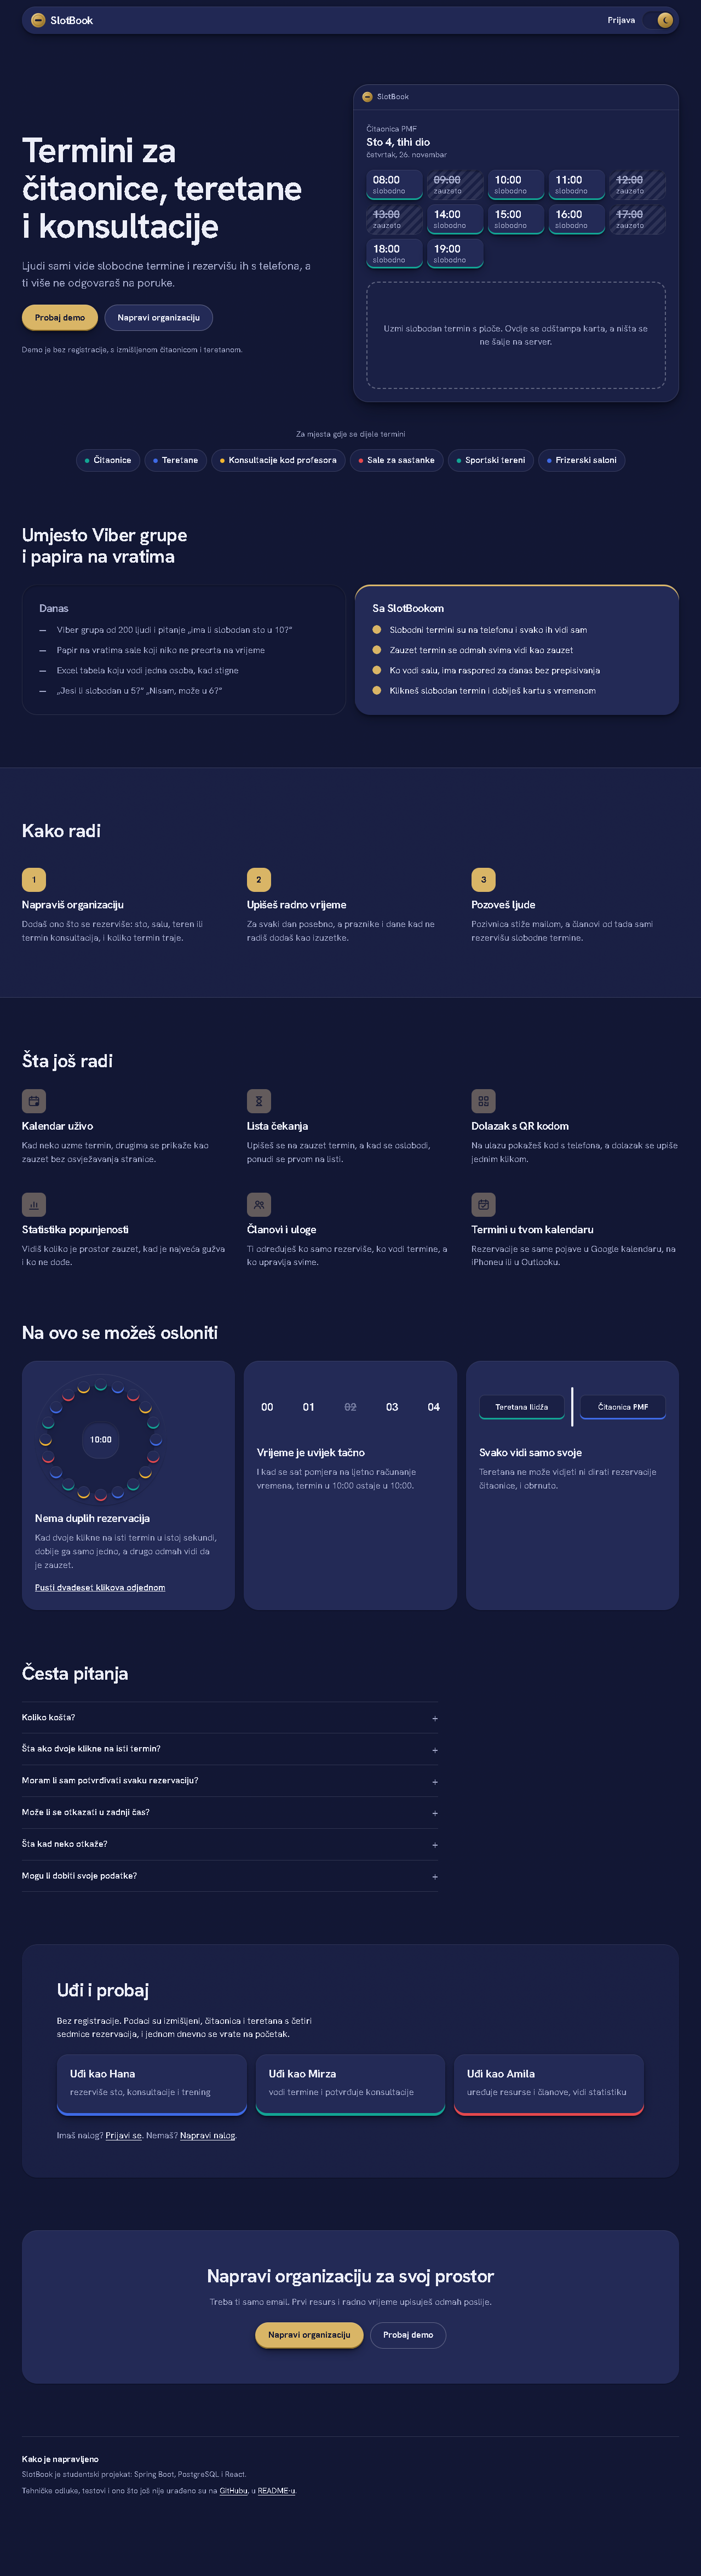 SlotBook
Prijava
Termini za
čitaonice, teretane
i konsultacije
Ljudi sami vide slobodne termine i rezervišu ih s telefona, a
ti više ne odgovaraš na poruke.
Probaj demo
Napravi organizaciju
Demo je bez registracije, s izmišljenom čitaonicom i teretanom.
SlotBook
Čitaonica PMF
Sto 4, tihi dio
četvrtak, 26. novembar
08:00 09:00 10:00 11:00 12:00
slobodno zauzeto slobodno slobodno zauzeto
13:00 14:00 15:00 16:00 17:00
zauzeto slobodno slobodno slobodno zauzeto
18:00 19:00
slobodno slobodno
Uzmi slobodan termin s ploče. Ovdje se odštampa karta, a ništa se
ne šalje na server.
Za mjesta gdje se dijele termini
Čitaonice
Teretane
Konsultacije kod profesora
Sale za sastanke
Sportski tereni
Frizerski saloni
Umjesto Viber grupe
i papira na vratima
Danas
— Viber grupa od 200 ljudi i pitanje „ima li slobodan sto u 10?“
— Papir na vratima sale koji niko ne precrta na vrijeme
— Excel tabela koju vodi jedna osoba, kad stigne
— „Jesi li slobodan u 5?“ „Nisam, može u 6?“
Sa SlotBookom
Slobodni termini su na telefonu i svako ih vidi sam
Zauzet termin se odmah svima vidi kao zauzet
Ko vodi salu, ima raspored za danas bez prepisivanja
Klikneš slobodan termin i dobiješ kartu s vremenom
Kako radi
1
Napraviš organizaciju
Dodaš ono što se rezerviše: sto, salu, teren ili
termin konsultacija, i koliko termin traje.
2
Upišeš radno vrijeme
Za svaki dan posebno, a praznike i dane kad ne
radiš dodaš kao izuzetke.
3
Pozoveš ljude
Pozivnica stiže mailom, a članovi od tada sami
rezervišu slobodne termine.
Šta još radi
Kalendar uživo
Kad neko uzme termin, drugima se prikaže kao
zauzet bez osvježavanja stranice.
Lista čekanja
Upišeš se na zauzet termin, a kad se oslobodi,
ponudi se prvom na listi.
Dolazak s QR kodom
Na ulazu pokažeš kod s telefona, a dolazak se upiše
jednim klikom.
Statistika popunjenosti
Vidiš koliko je prostor zauzet, kad je najveća gužva
i ko ne dođe.
Članovi i uloge
Ti određuješ ko samo rezerviše, ko vodi termine, a
ko upravlja svime.
Termini u tvom kalendaru
Rezervacije se same pojave u Google kalendaru, na
iPhoneu ili u Outlooku.
Na ovo se možeš osloniti
10:00
Nema duplih rezervacija
Kad dvoje klikne na isti termin u istoj sekundi,
dobije ga samo jedno, a drugo odmah vidi da
je zauzet.
Pusti dvadeset klikova odjednom
00 01 02 03 04
Vrijeme je uvijek tačno
I kad se sat pomjera na ljetno računanje
vremena, termin u 10:00 ostaje u 10:00.
Teretana Ilidža
Čitaonica PMF
Svako vidi samo svoje
Teretana ne može vidjeti ni dirati rezervacije
čitaonice, i obrnuto.
Česta pitanja
Koliko košta? +
Šta ako dvoje klikne na isti termin? +
Moram li sam potvrđivati svaku rezervaciju? +
Može li se otkazati u zadnji čas? +
Šta kad neko otkaže? +
Mogu li dobiti svoje podatke? +
Uđi i probaj
Bez registracije. Podaci su izmišljeni, čitaonica i teretana s četiri
sedmice rezervacija, i jednom dnevno se vrate na početak.
Uđi kao Hana
rezerviše sto, konsultacije i trening
Uđi kao Mirza
vodi termine i potvrđuje konsultacije
Uđi kao Amila
uređuje resurse i članove, vidi statistiku
Imaš nalog? Prijavi se. Nemaš? Napravi nalog.
Napravi organizaciju za svoj prostor
Treba ti samo email. Prvi resurs i radno vrijeme upisuješ odmah poslije.
Napravi organizaciju
Probaj demo
Kako je napravljeno
SlotBook je studentski projekat: Spring Boot, PostgreSQL i React.
Tehničke odluke, testovi i ono što još nije urađeno su na GitHubu, u README-u.